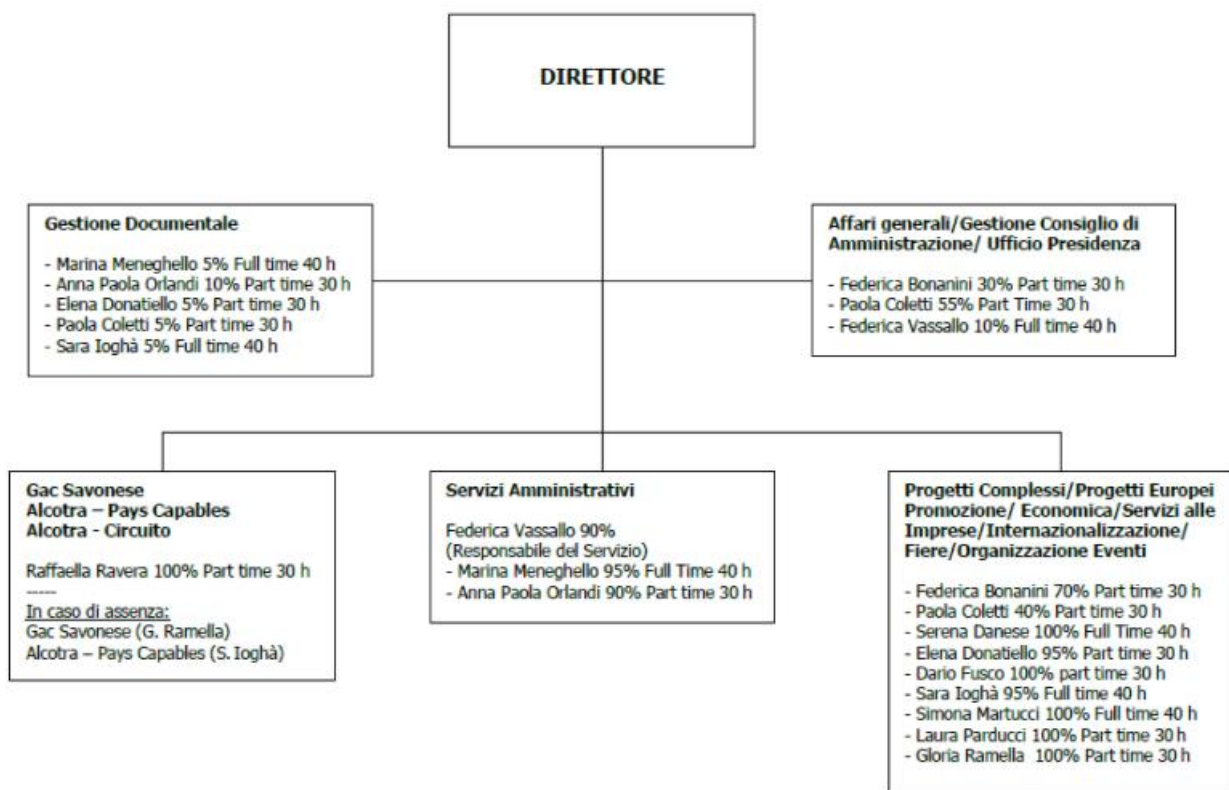 DIRETTORE
Gestione Documentale
- Marina Meneghello 5% Full time 40 h
- Anna Paola Orlandi 10% Part time 30 h
- Elena Donatiello 5% Part time 30 h
- Paola Coletti 5% Part time 30 h
- Sara Ioghà 5% Full time 40 h
Affari generali/Gestione Consiglio di
Amministrazione/ Ufficio Presidenza
- Federica Bonanini 30% Part time 30 h
- Paola Coletti 55% Part Time 30 h
- Federica Vassallo 10% Full time 40 h
Gac Savonese
Alcotra – Pays Capables
Alcotra - Circuito
Raffaella Ravera 100% Part time 30 h
-----
In caso di assenza:
Gac Savonese (G. Ramella)
Alcotra – Pays Capables (S. Ioghà)
Servizi Amministrativi
Federica Vassallo 90%
(Responsabile del Servizio)
- Marina Meneghello 95% Full Time 40 h
- Anna Paola Orlandi 90% Part time 30 h
Progetti Complessi/Progetti Europei
Promozione/ Economica/Servizi alle
Imprese/Internazionalizzazione/
Fiere/Organizzazione Eventi
- Federica Bonanini 70% Part time 30 h
- Paola Coletti 40% Part time 30 h
- Serena Danese 100% Full Time 40 h
- Elena Donatiello 95% Part time 30 h
- Dario Fusco 100% part time 30 h
- Sara Ioghà 95% Full time 40 h
- Simona Martucci 100% Full time 40 h
- Laura Parducci 100% Part time 30 h
- Gloria Ramella 100% Part time 30 h